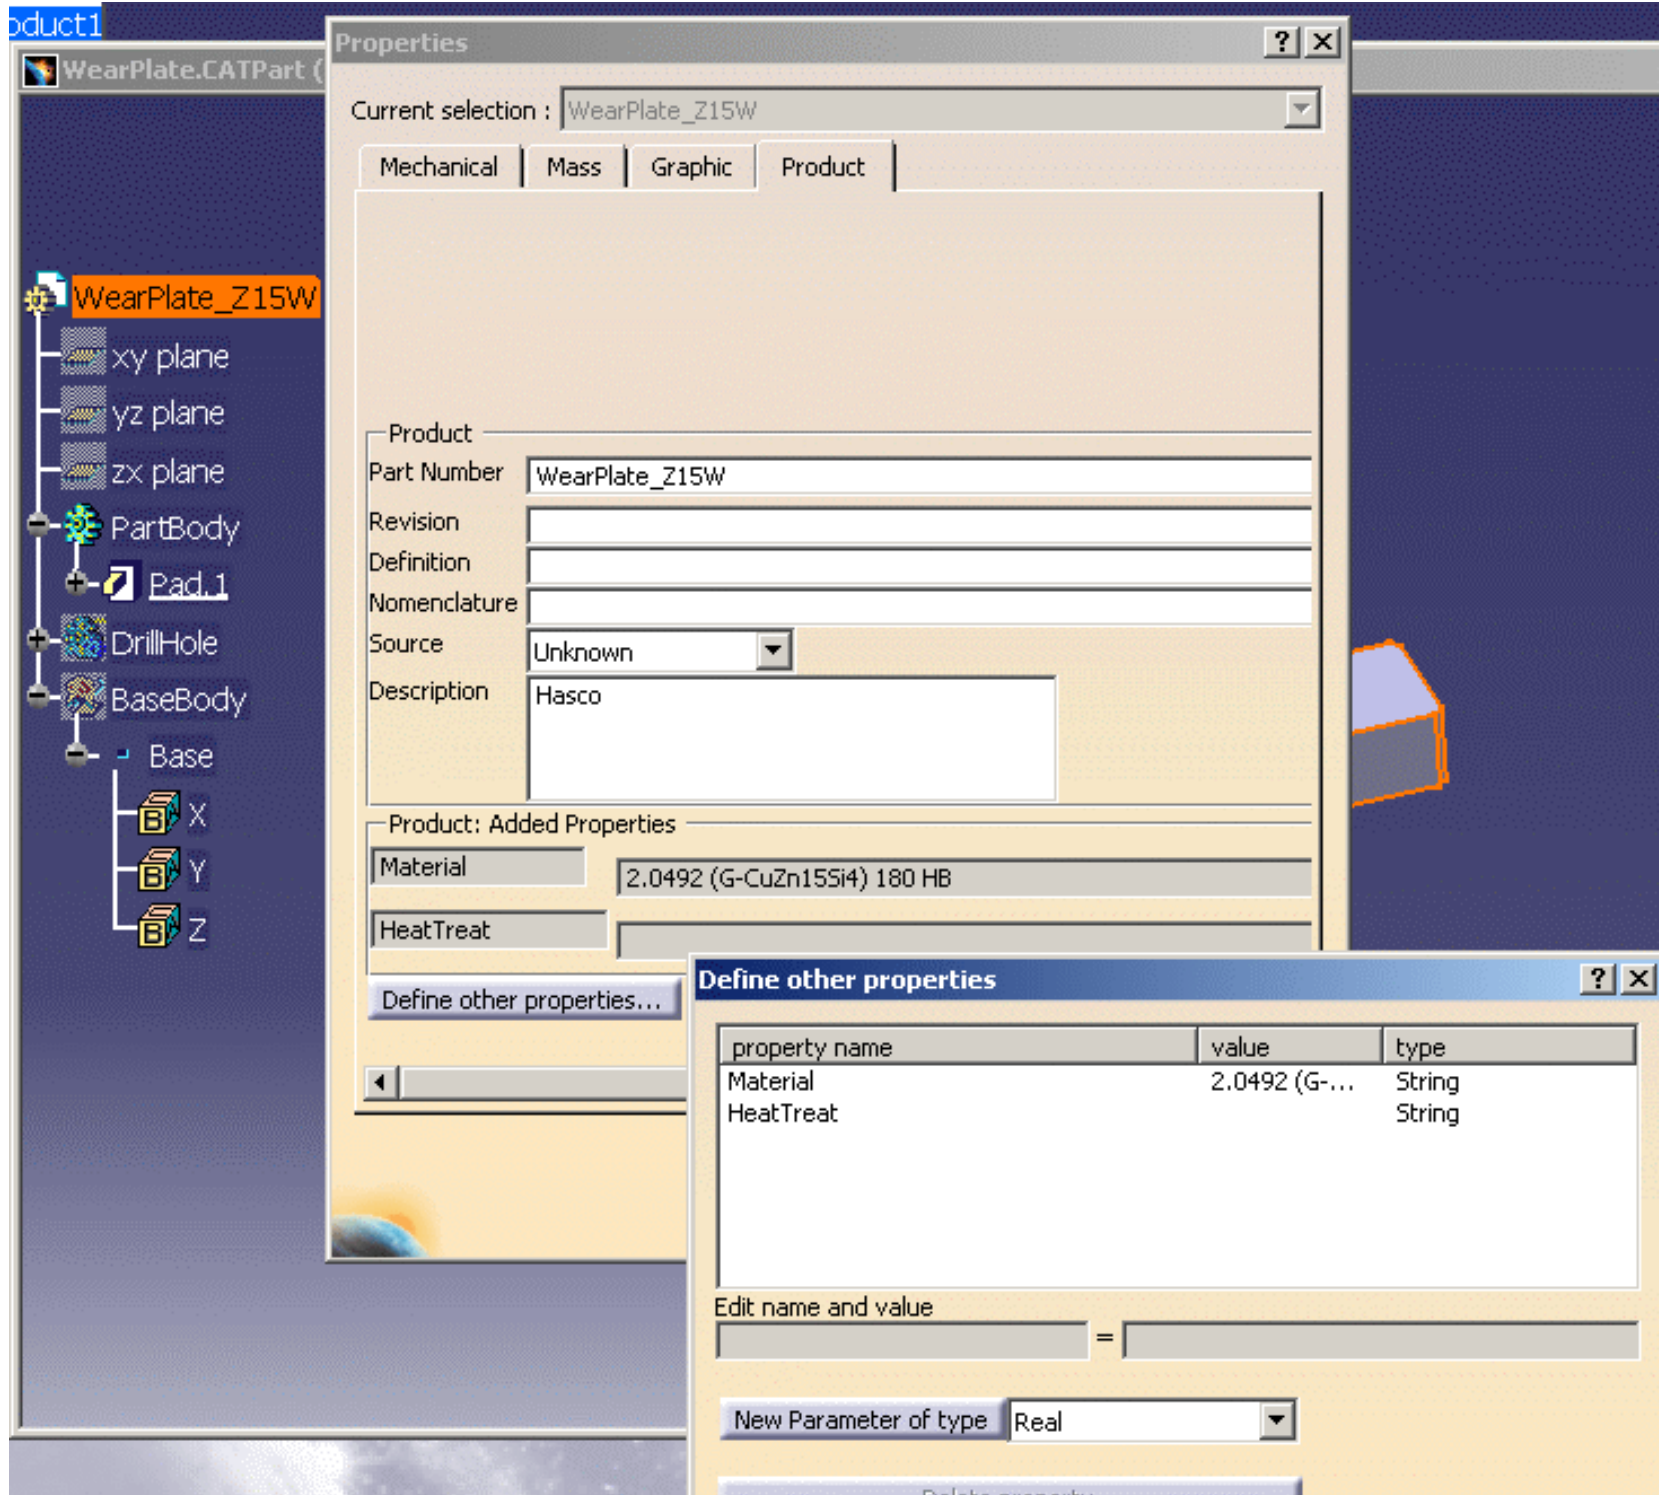 oduct1
WearPlate.CATPart (
WearPlate_Z15W
xy plane
yz plane
zx plane
PartBody
Pad.1
DrillHole
BaseBody
Base
X
Y
Z
Properties
Current selection : WearPlate_Z15W
Mechanical Mass Graphic Product
Product
Part Number WearPlate_Z15W
Revision
Definition
Nomenclature
Source Unknown
Description Hasco
Product: Added Properties
Material 2.0492 (G-CuZn15Si4) 180 HB
HeatTreat
Define other properties...
Define other properties
property name value type
Material 2.0492 (G-... String
HeatTreat String
Edit name and value
=
New Parameter of type Real
Delete property